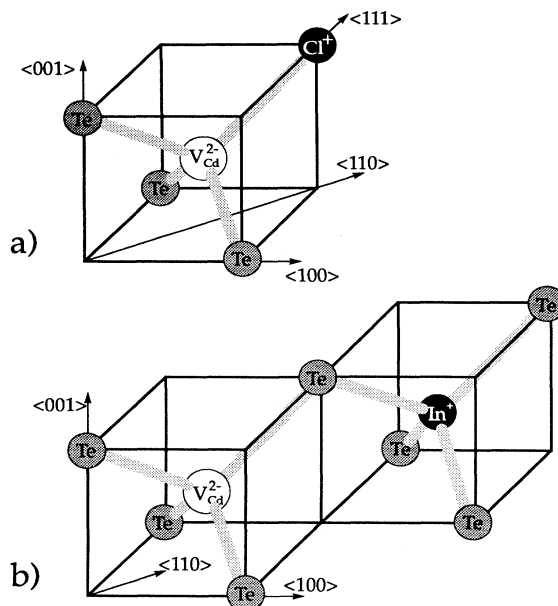 <111>
Cl+
<001>
Te
V2-Cd
<110>
Te
a)
Te
<100>
Te
<001>
Te
In+
Te
Te
V2-Cd
Te
Te
<110>
b)
Te
<100>